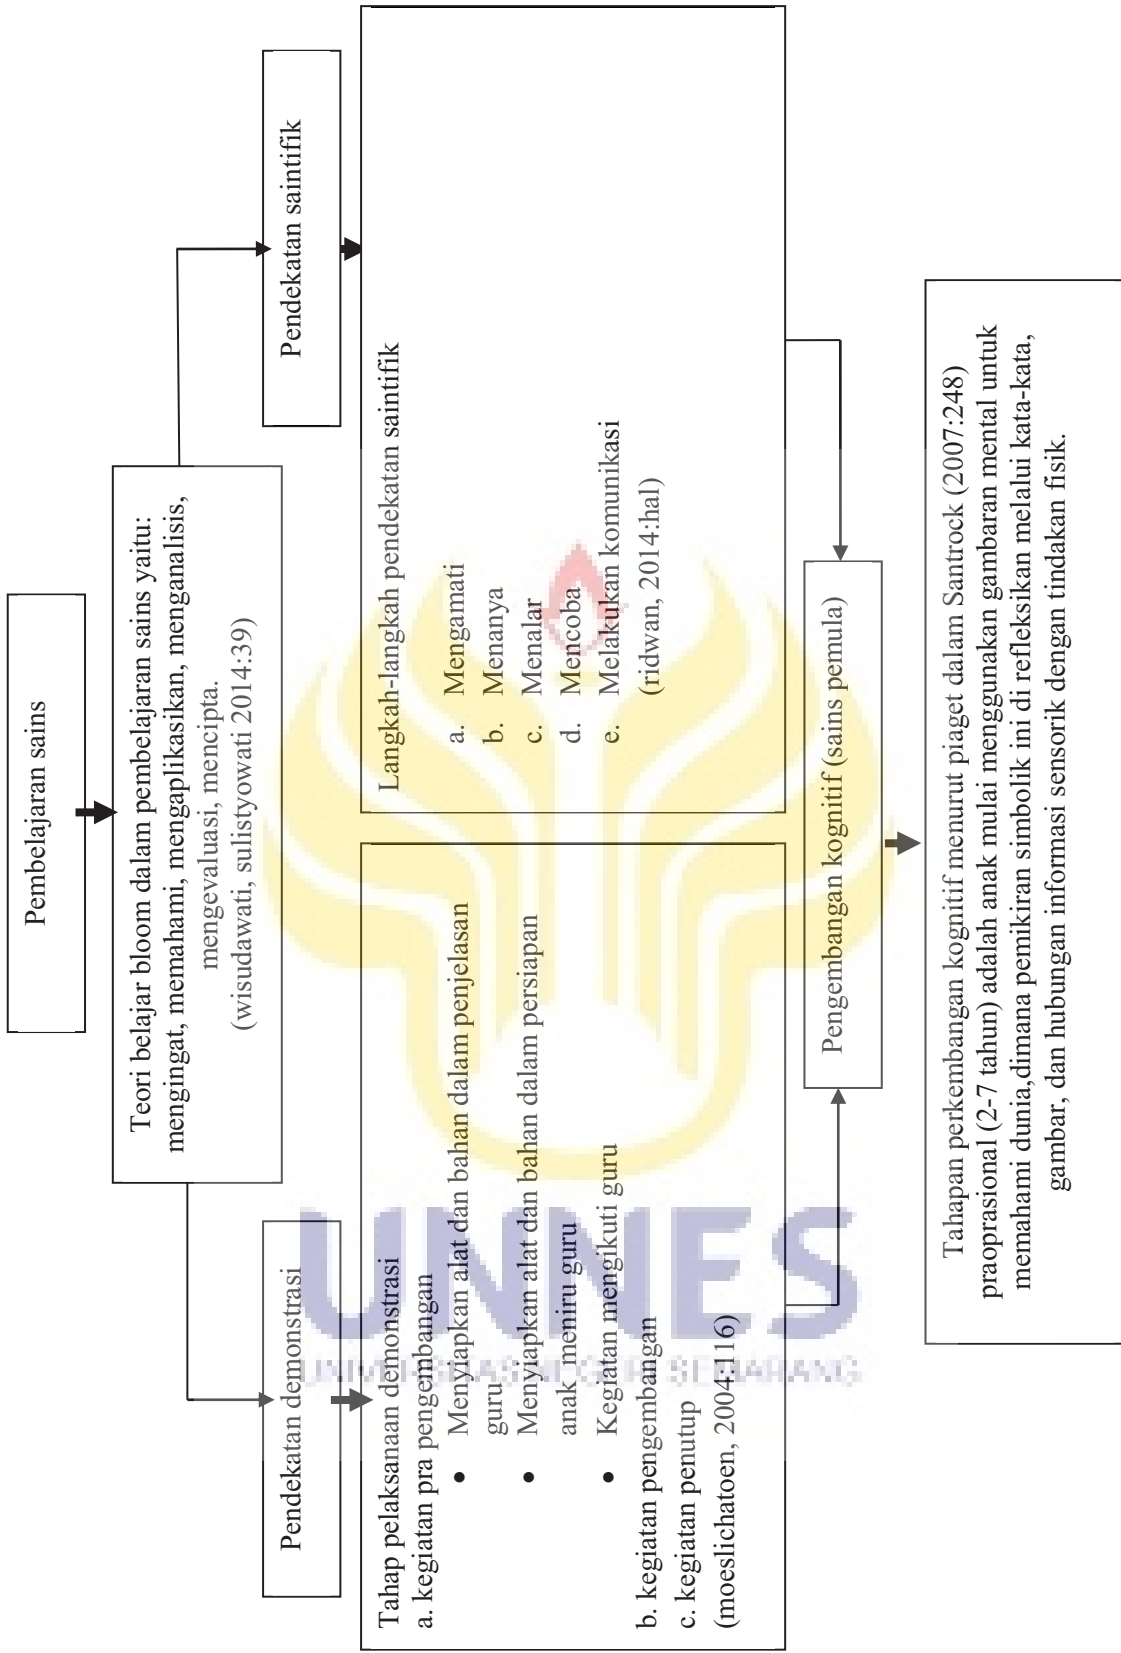 Pembelajaran sains
Teori belajar bloom dalam pembelajaran sains yaitu:
mengingat, memahami, mengaplikasikan, menganalisis,
mengevaluasi, mencipta.
(wisudawati, sulistyowati 2014:39)
Pendekatan demonstrasi
Pendekatan saintifik
Tahap pelaksanaan demonstrasi
a. kegiatan pra pengembangan
• Menyiapkan alat dan bahan dalam penjelasan
guru
• Menyiapkan alat dan bahan dalam persiapan
anak meniru guru
• Kegiatan mengikuti guru
b. kegiatan pengembangan
c. kegiatan penutup
(moeslichatoen, 2004:116)
Langkah-langkah pendekatan saintifik
a. Mengamati
b. Menanya
c. Menalar
d. Mencoba
e. Melakukan komunikasi
(ridwan, 2014:hal)
Pengembangan kognitif (sains pemula)
Tahapan perkembangan kognitif menurut piaget dalam Santrock (2007:248)
praoprasional (2-7 tahun) adalah anak mulai menggunakan gambaran mental untuk
memahami dunia,dimana pemikiran simbolik ini di refleksikan melalui kata-kata,
gambar, dan hubungan informasi sensorik dengan tindakan fisik.
UNNES
UNIVERSITAS NEGERI SEMARANG